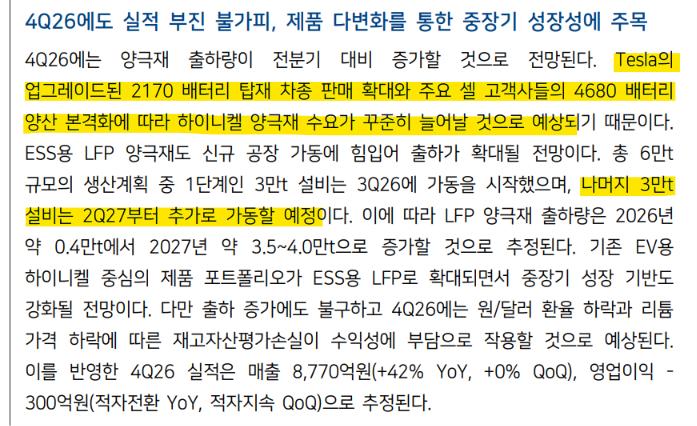 4Q26에도 실적 부진 불가피, 제품 다변화를 통한 중장기 성장성에 주목
4Q26에는 양극재 출하량이 전분기 대비 증가할 것으로 전망된다. Tesla의
업그레이드된 2170 배터리 탑재 차종 판매 확대와 주요 셀 고객사들의 4680 배터리
양산 본격화에 따라 하이니켈 양극재 수요가 꾸준히 늘어날 것으로 예상되기 때문이다.
ESS용 LFP 양극재도 신규 공장 가동에 힘입어 출하가 확대될 전망이다. 총 6만t
규모의 생산계획 중 1단계인 3만t 설비는 3Q26에 가동을 시작했으며, 나머지 3만t
설비는 2Q27부터 추가로 가동할 예정이다. 이에 따라 LFP 양극재 출하량은 2026년
약 0.4만t에서 2027년 약 3.5~4.0만t으로 증가할 것으로 추정된다. 기존 EV용
하이니켈 중심의 제품 포트폴리오가 ESS용 LFP로 확대되면서 중장기 성장 기반도
강화될 전망이다. 다만 출하 증가에도 불구하고 4Q26에는 원/달러 환율 하락과 리튬
가격 하락에 따른 재고자산평가손실이 수익성에 부담으로 작용할 것으로 예상된다.
이를 반영한 4Q26 실적은 매출 8,770억원(+42% YoY, +0% QoQ), 영업이익 -
300억원(적자전환 YoY, 적자지속 QoQ)으로 추정된다.